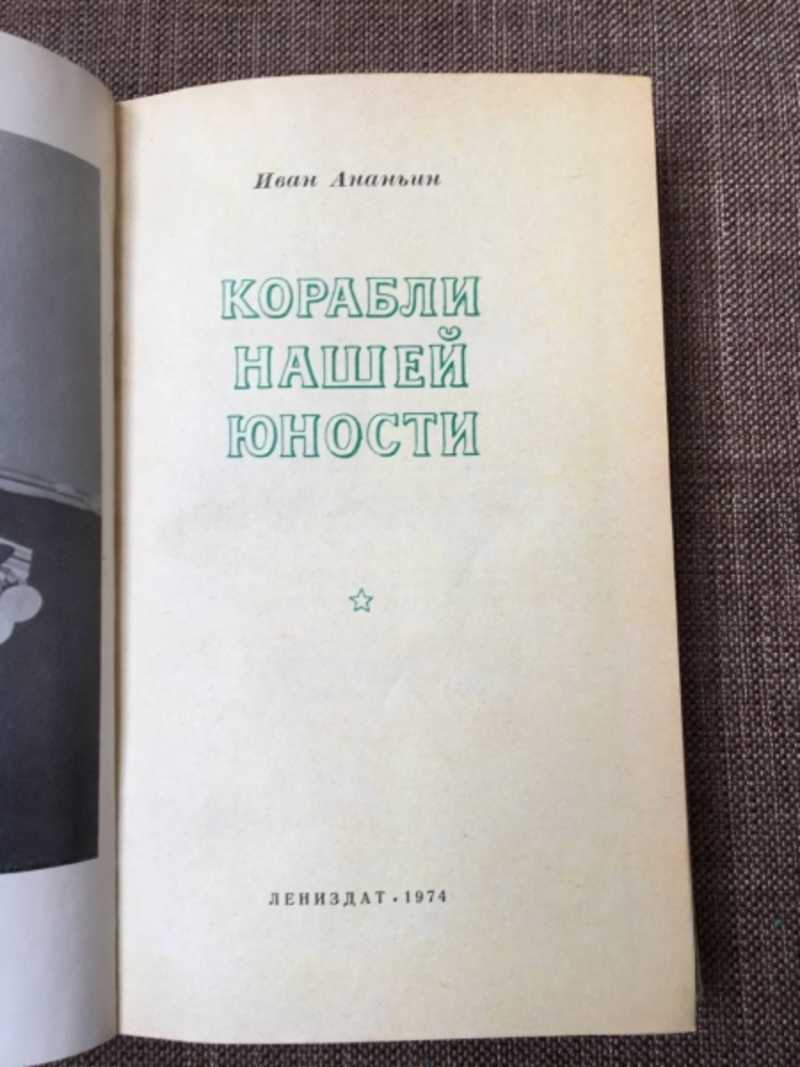 Иван Ананьин
КОРАБЛИ
НАШЕЙ
ЮНОСТИ
ЛЕНИЗДАТ • 1974